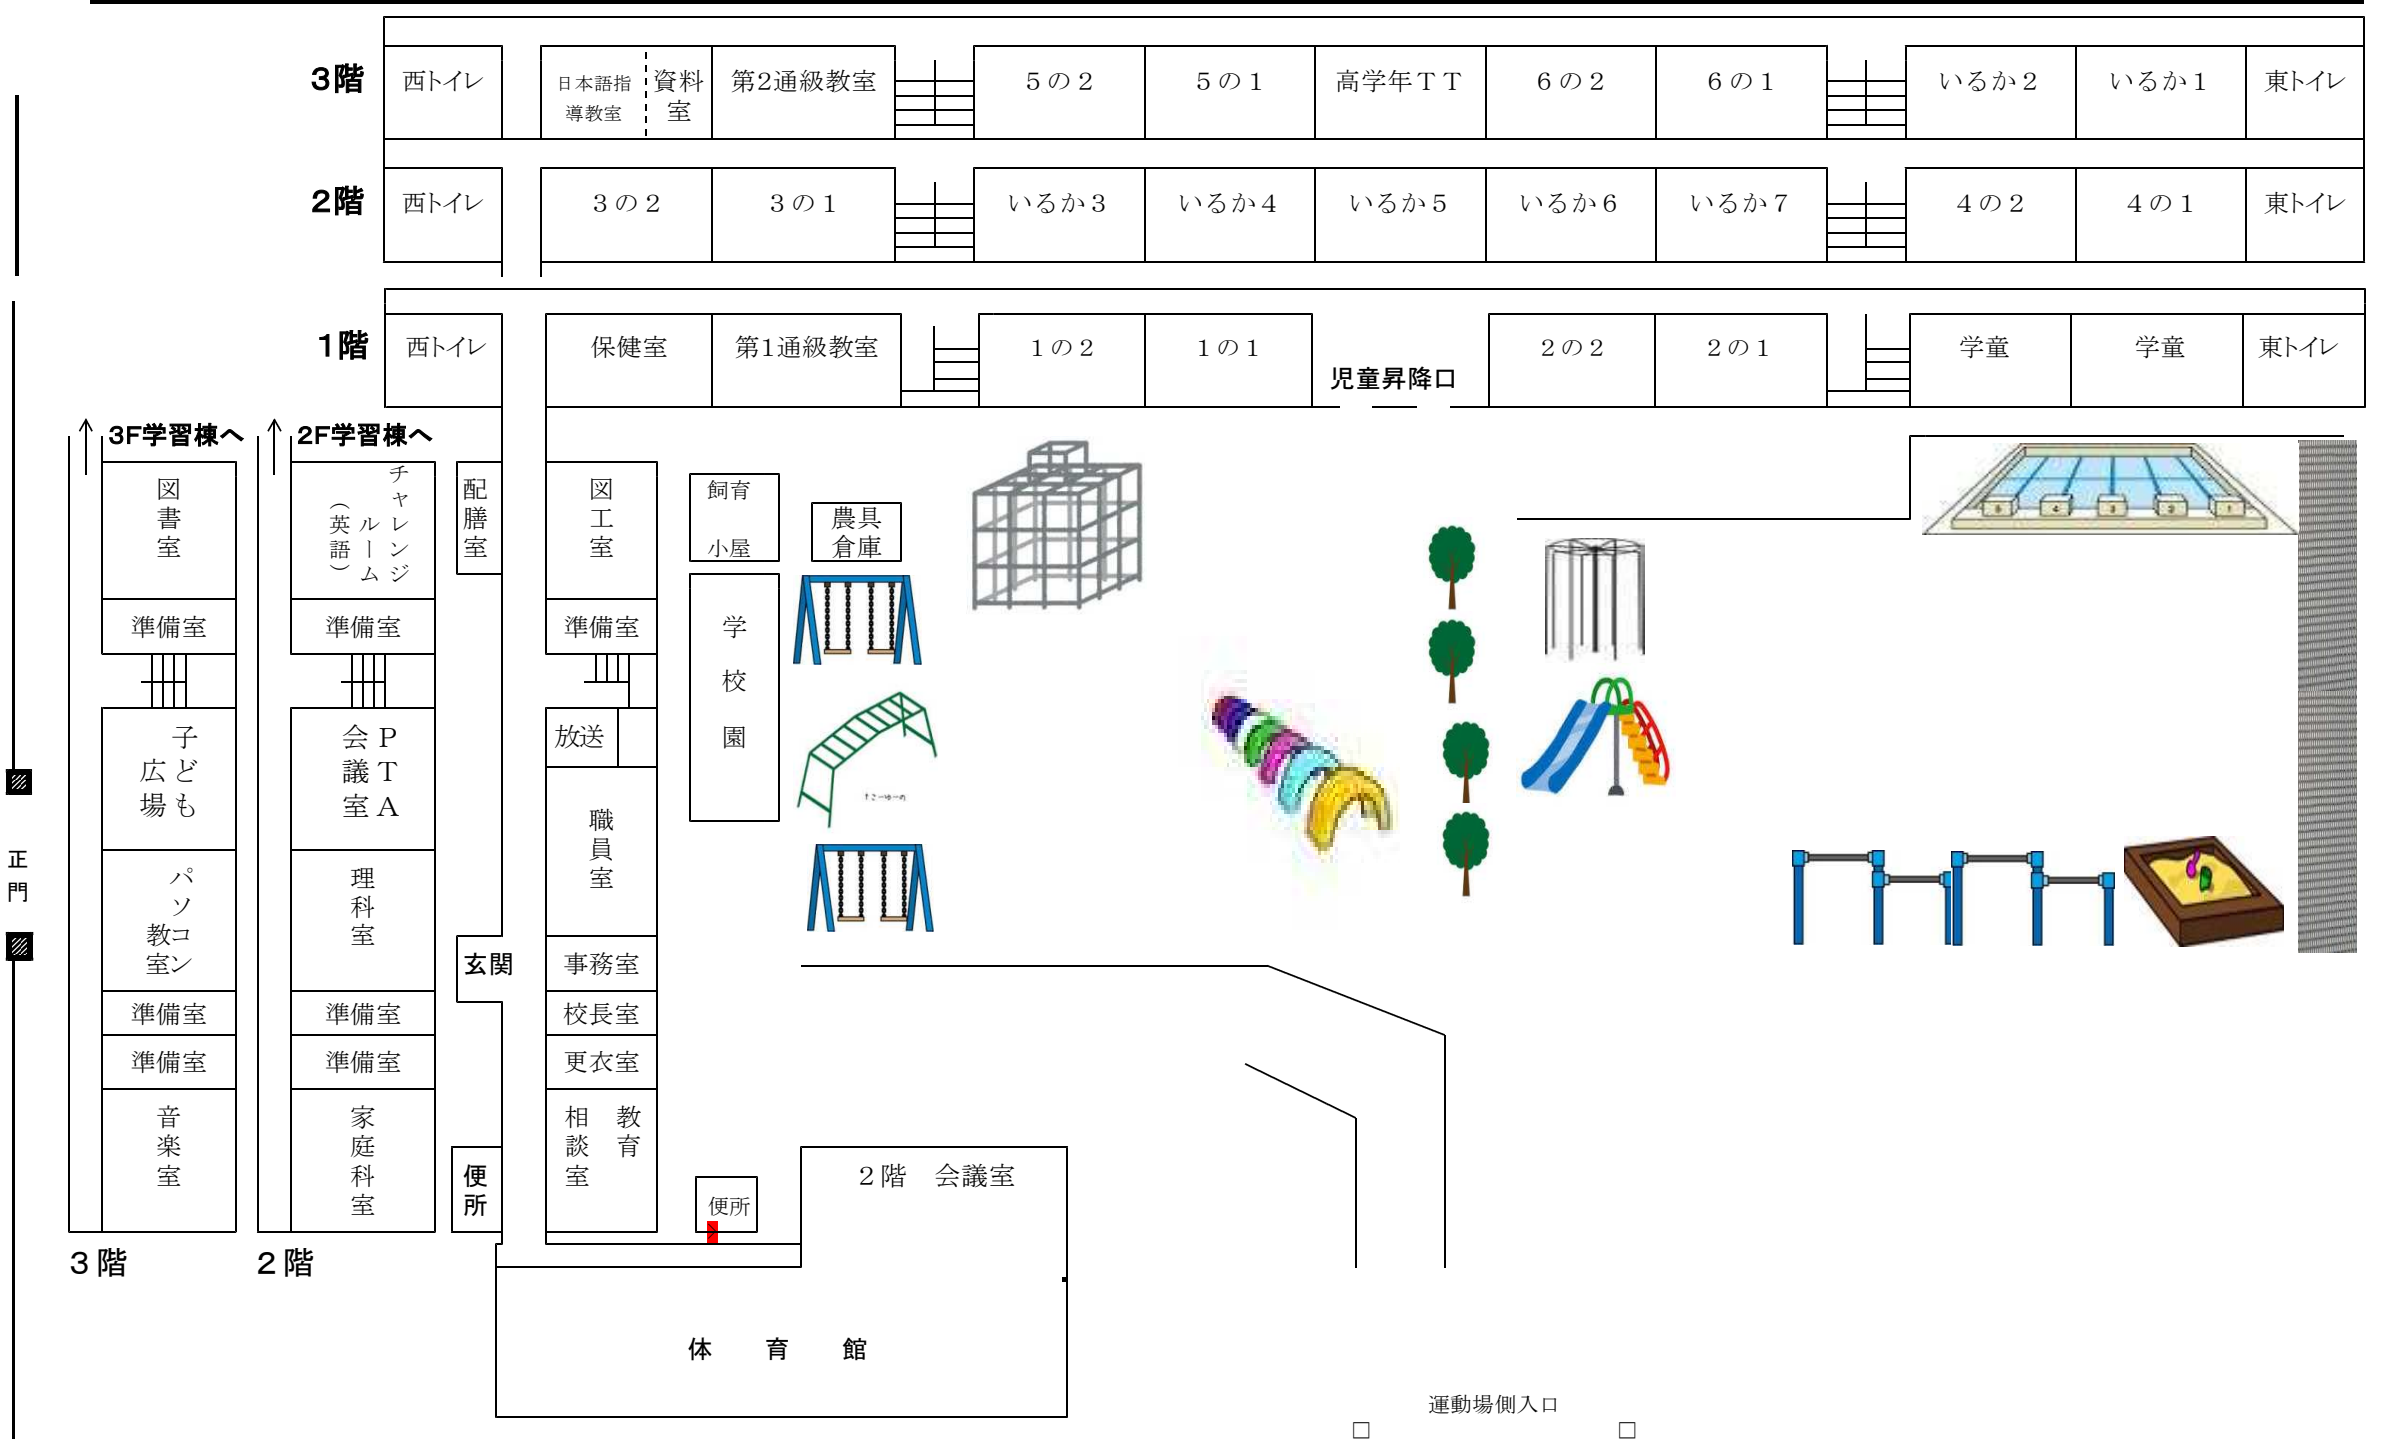 3階
西トイレ
日本語指
導教室
資料
室
第2通級教室
５の２
５の１
高学年ＴＴ
６の２
６の１
いるか２
いるか１
東トイレ
2階
西トイレ
３の２
３の１
いるか３
いるか４
いるか５
いるか６
いるか７
４の２
４の１
東トイレ
1階
西トイレ
保健室
第1通級教室
１の２
１の１
児童昇降口
２の２
２の１
学童
学童
東トイレ
3F学習棟へ
2F学習棟へ
図書室
準備室
子ども
広場
パソコン
教室
準備室
準備室
音楽室
３階
チャレンジ
ルーム
（英語）
準備室
PTA
会議室
理科室
準備室
準備室
家庭科室
２階
配膳室
玄関
便所
図工室
準備室
放送
職員室
事務室
校長室
更衣室
教育
相談室
飼育
小屋
農具
倉庫
学校園
5
4
3
2
1
正門
便所
２階　会議室
体　育　館
運動場側入口